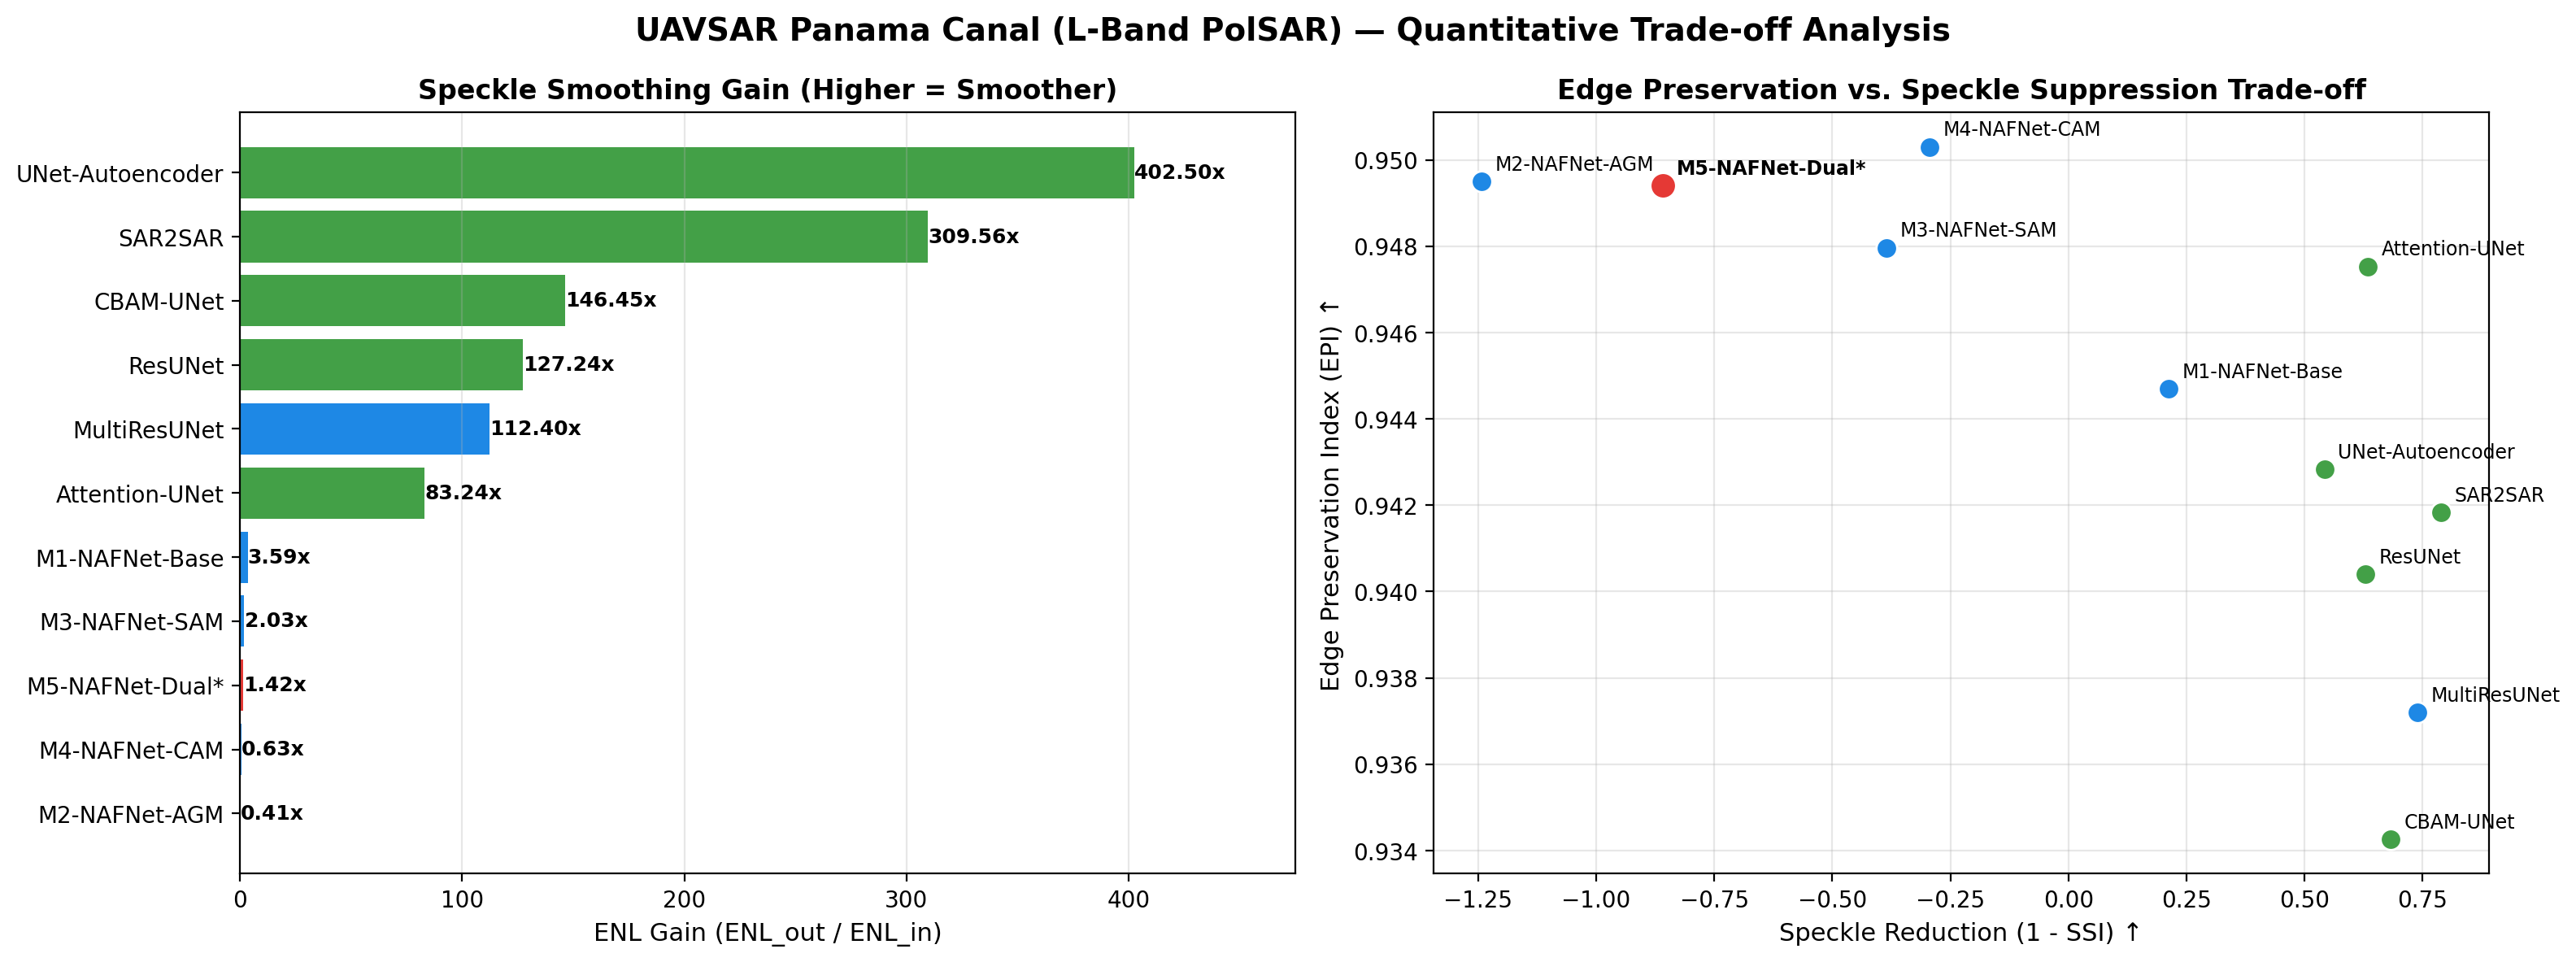 UAVSAR Panama Canal (L-Band PolSAR) — Quantitative Trade-off Analysis
Speckle Smoothing Gain (Higher = Smoother)
UNet-Autoencoder
402.50x
SAR2SAR
309.56x
CBAM-UNet
146.45x
ResUNet
127.24x
MultiResUNet
112.40x
Attention-UNet
83.24x
M1-NAFNet-Base
3.59x
M3-NAFNet-SAM
2.03x
M5-NAFNet-Dual*
1.42x
M4-NAFNet-CAM
0.63x
M2-NAFNet-AGM
0.41x
0
100
200
300
400
ENL Gain (ENL_out / ENL_in)
Edge Preservation vs. Speckle Suppression Trade-off
Edge Preservation Index (EPI) ↑
0.950
0.948
0.946
0.944
0.942
0.940
0.938
0.936
0.934
M4-NAFNet-CAM
M2-NAFNet-AGM
M5-NAFNet-Dual*
M3-NAFNet-SAM
Attention-UNet
M1-NAFNet-Base
UNet-Autoencoder
SAR2SAR
ResUNet
MultiResUNet
CBAM-UNet
−1.25
−1.00
−0.75
−0.50
−0.25
0.00
0.25
0.50
0.75
Speckle Reduction (1 - SSI) ↑